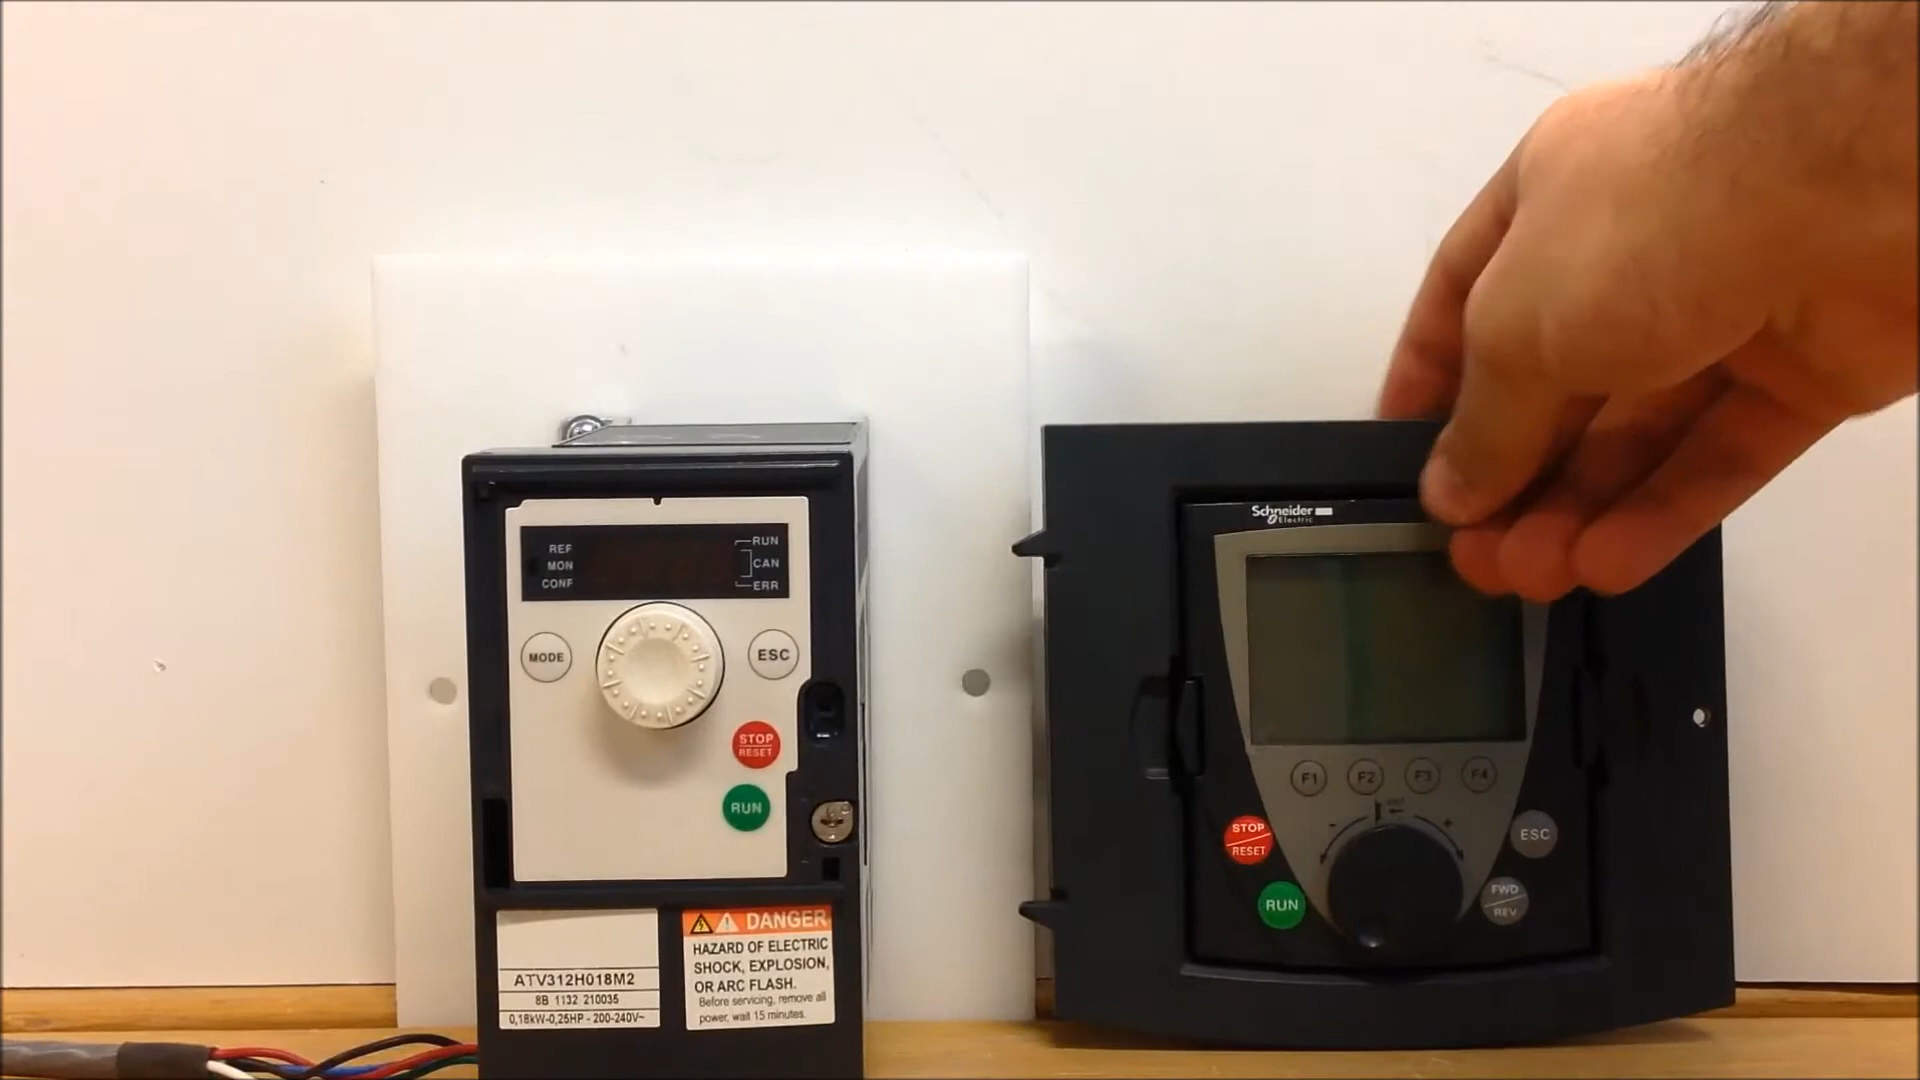 REF
MON
CONF
RUN
CAN
ERR
MODE
ESC
STOP
RESET
RUN
ATV312H018M2
8B 1132 210035
0,18kW-0,25HP - 200-240V~
DANGER
HAZARD OF ELECTRIC
SHOCK, EXPLOSION,
OR ARC FLASH.
Before servicing, remove all
power, wait 15 minutes.
Schneider
Electric
F1 F2 F3 F4
- +
STOP
RESET
ESC
RUN
FWD
REV